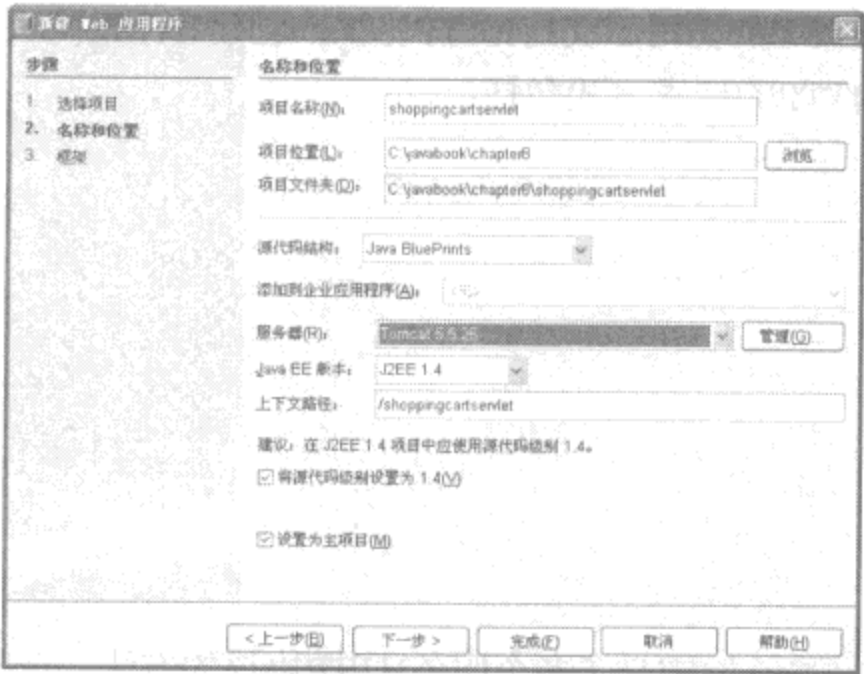 新建 Web 应用程序
步骤
1. 选择项目
2. 名称和位置
3. 框架
名称和位置
项目名称(N): shoppingcartservlet
项目位置(L): C:\javabook\chapter6 浏览...
项目文件夹(D): C:\javabook\chapter6\shoppingcartservlet
源代码结构: Java BluePrints
添加到企业应用程序(A):
服务器(R): Tomcat 5.5.25 管理(G)...
Java EE 版本: J2EE 1.4
上下文路径: /shoppingcartservlet
建议: 在 J2EE 1.4 项目中应使用源代码级别 1.4。
将源代码级别设置为 1.4(V)
设置为主项目(M)
<上一步(B) 下一步 > 完成(F) 取消 帮助(H)